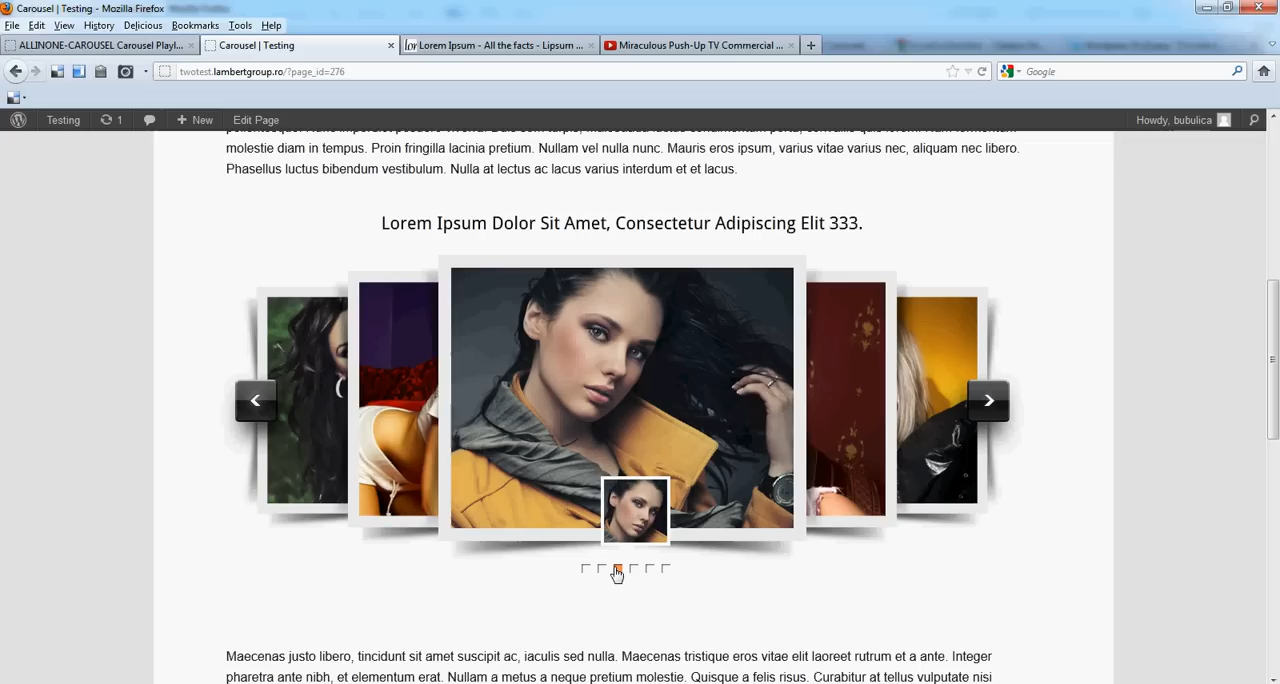 Carousel | Testing - Mozilla Firefox
File Edit View History Delicious Bookmarks Tools Help
ALLINONE-CAROUSEL Carousel Playl... × Carousel | Testing × Lorem Ipsum - All the facts - Lipsum ... × Miraculous Push-Up TV Commercial ... × +
twotest.lambertgroup.ro/?page_id=276 Google
Testing 1 + New Edit Page Howdy, bubulica
molestie diam in tempus. Proin fringilla lacinia pretium. Nullam vel nulla nunc. Mauris eros ipsum, varius vitae varius nec, aliquam nec libero.
Phasellus luctus bibendum vestibulum. Nulla at lectus ac lacus varius interdum et et lacus.
Lorem Ipsum Dolor Sit Amet, Consectetur Adipiscing Elit 333.
Maecenas justo libero, tincidunt sit amet suscipit ac, iaculis sed nulla. Maecenas tristique eros vitae elit laoreet rutrum et a ante. Integer
pharetra ante nibh, et elementum erat. Nullam a metus a neque pretium molestie. Quisque a felis risus. Curabitur at tellus vulputate nisi